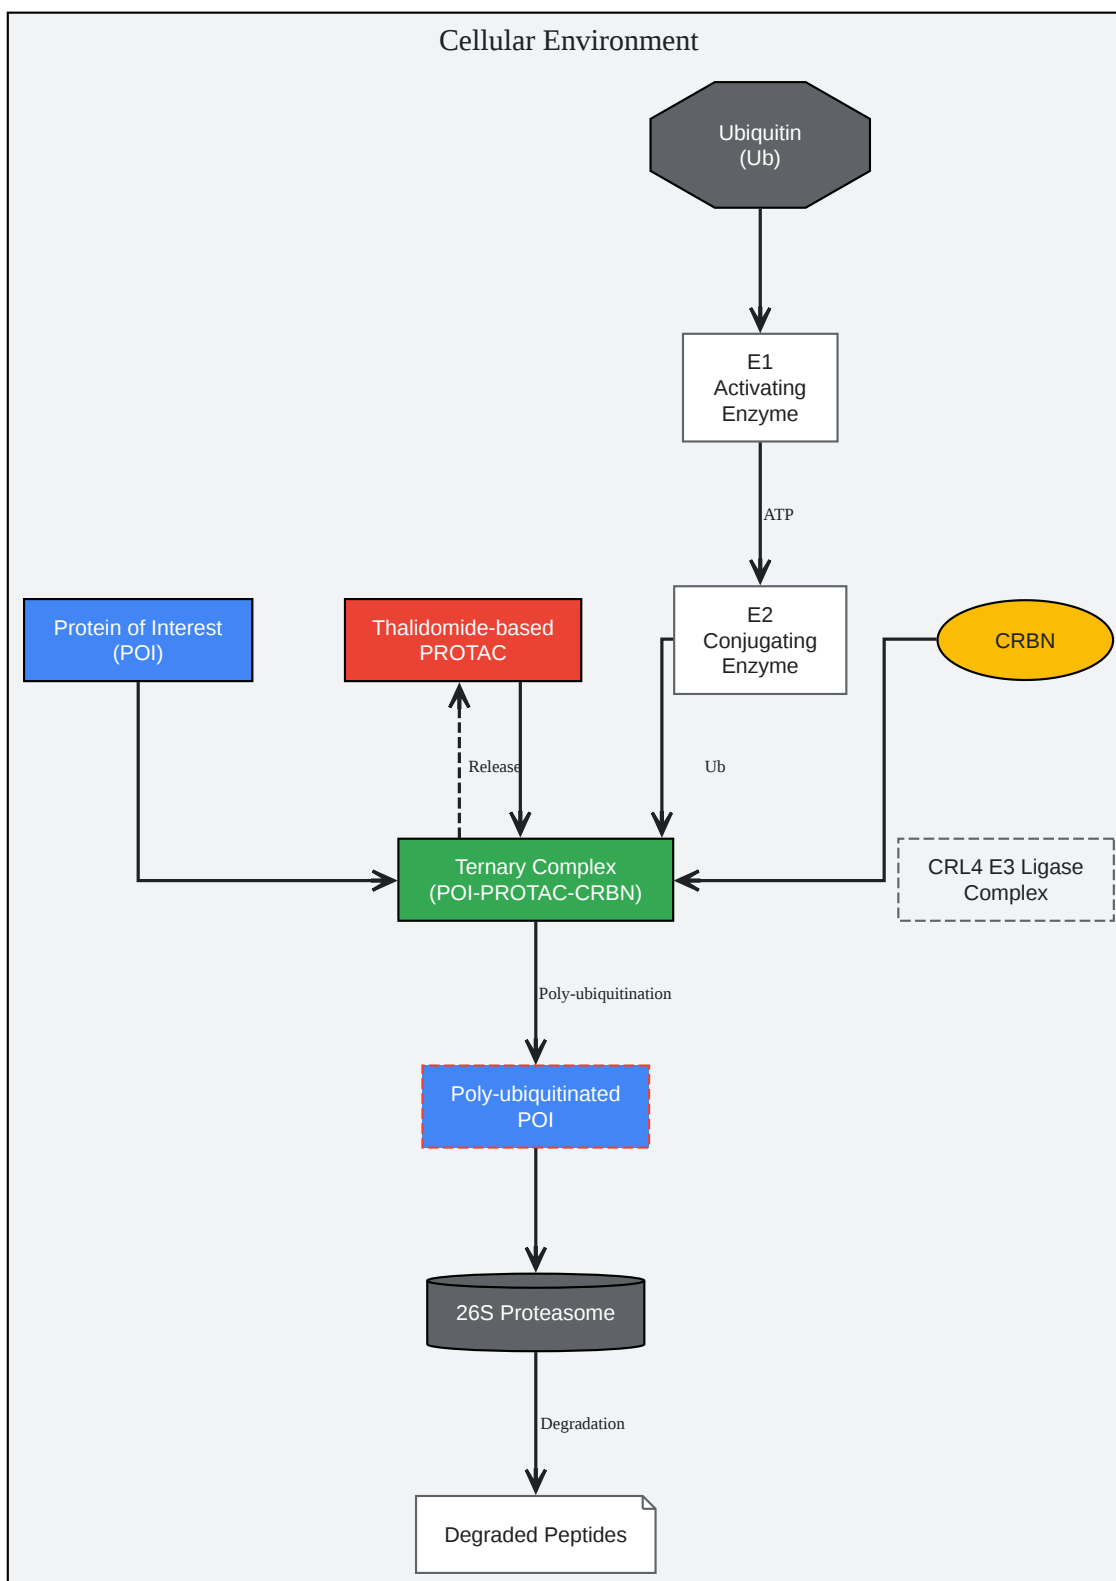 Cellular Environment
Ubiquitin
(Ub)
E1
Activating
Enzyme
ATP
Protein of Interest
(POI)
Thalidomide-based
PROTAC
E2
Conjugating
Enzyme
CRBN
Release
Ub
Ternary Complex
(POI-PROTAC-CRBN)
CRL4 E3 Ligase
Complex
Poly-ubiquitination
Poly-ubiquitinated
POI
26S Proteasome
Degradation
Degraded Peptides